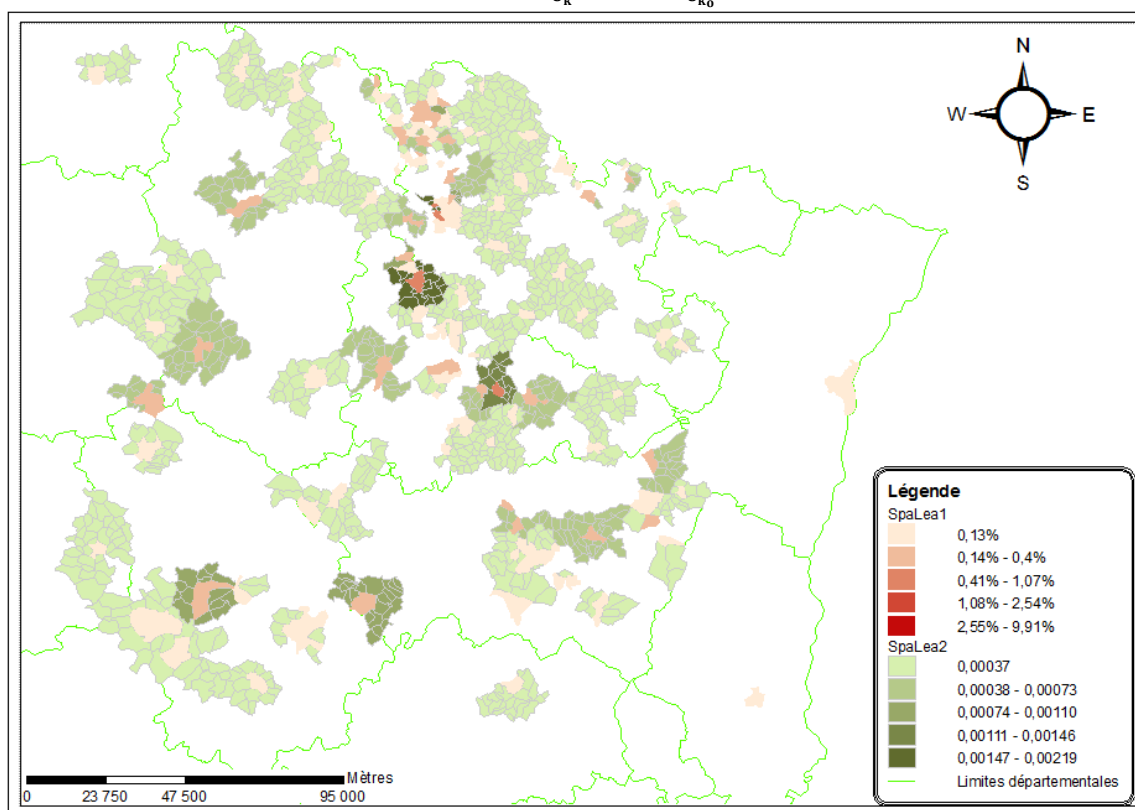 N
W E
S
Légende
SpaLea1
0,13%
0,14% - 0,4%
0,41% - 1,07%
1,08% - 2,54%
2,55% - 9,91%
SpaLea2
0,00037
0,00038 - 0,00073
0,00074 - 0,00110
0,00111 - 0,00146
0,00147 - 0,00219
Limites départementales
Mètres
0 23 750 47 500 95 000